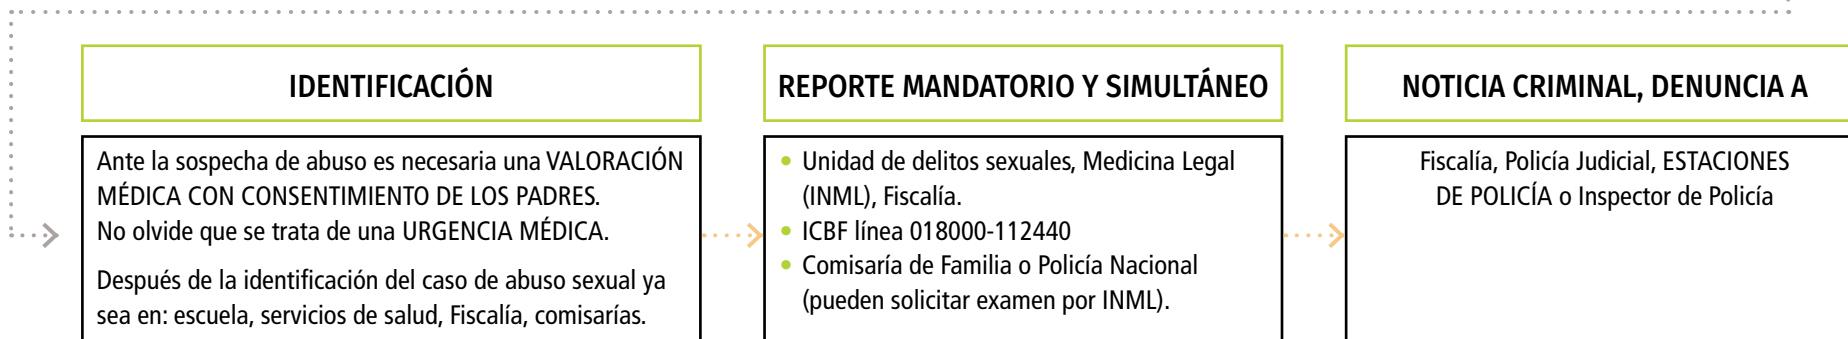 IDENTIFICACIÓN
Ante la sospecha de abuso es necesaria una VALORACIÓN
MÉDICA CON CONSENTIMIENTO DE LOS PADRES.
No olvide que se trata de una URGENCIA MÉDICA.
Después de la identificación del caso de abuso sexual ya
sea en: escuela, servicios de salud, Fiscalía, comisarías.
REPORTE MANDATORIO Y SIMULTÁNEO
• Unidad de delitos sexuales, Medicina Legal
(INML), Fiscalía.
• ICBF línea 018000-112440
• Comisaría de Familia o Policía Nacional
(pueden solicitar examen por INML).
NOTICIA CRIMINAL, DENUNCIA A
Fiscalía, Policía Judicial, ESTACIONES
DE POLICÍA o Inspector de Policía